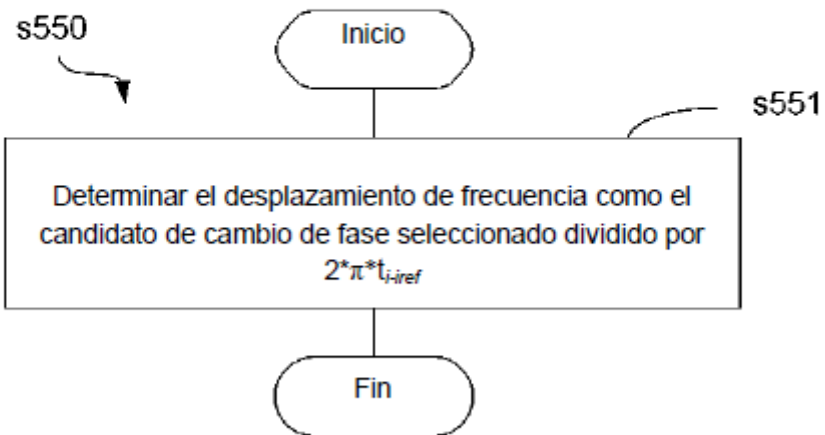 s550
Inicio
s551
Determinar el desplazamiento de frecuencia como el
candidato de cambio de fase seleccionado dividido por
2*π*t_{i-iref}
Fin